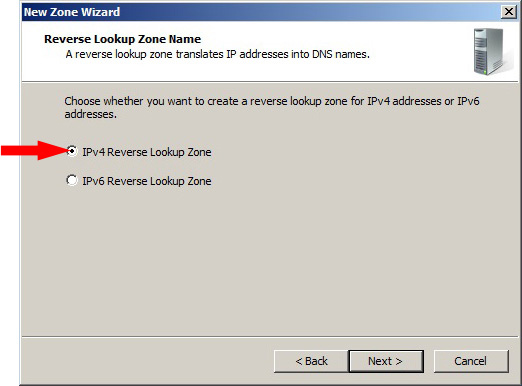 New Zone Wizard
Reverse Lookup Zone Name
A reverse lookup zone translates IP addresses into DNS names.
Choose whether you want to create a reverse lookup zone for IPv4 addresses or IPv6
addresses.
IPv4 Reverse Lookup Zone
IPv6 Reverse Lookup Zone
< Back Next > Cancel